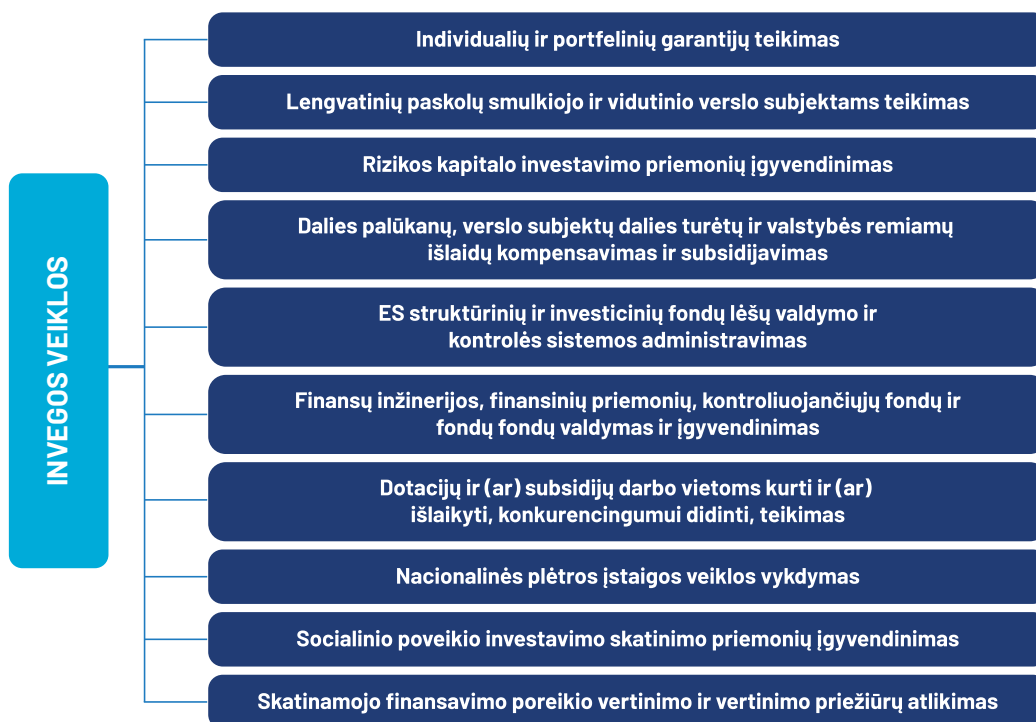 INVEGOS VEIKLOS
Individualių ir portfelinių garantijų teikimas
Lengvatinių paskolų smulkiojo ir vidutinio verslo subjektams teikimas
Rizikos kapitalo investavimo priemonių įgyvendinimas
Dalies palūkanų, verslo subjektų dalies turėtų ir valstybės remiamų
išlaidų kompensavimas ir subsidijavimas
ES struktūrinių ir investicinių fondų lėšų valdymo ir
kontrolės sistemos administravimas
Finansų inžinerijos, finansinių priemonių, kontroliuojančiųjų fondų ir
fondų fondų valdymas ir įgyvendinimas
Dotacijų ir (ar) subsidijų darbo vietoms kurti ir (ar)
išlaikyti, konkurencingumui didinti, teikimas
Nacionalinės plėtros įstaigos veiklos vykdymas
Socialinio poveikio investavimo skatinimo priemonių įgyvendinimas
Skatinamojo finansavimo poreikio vertinimo ir vertinimo priežiūrų atlikimas